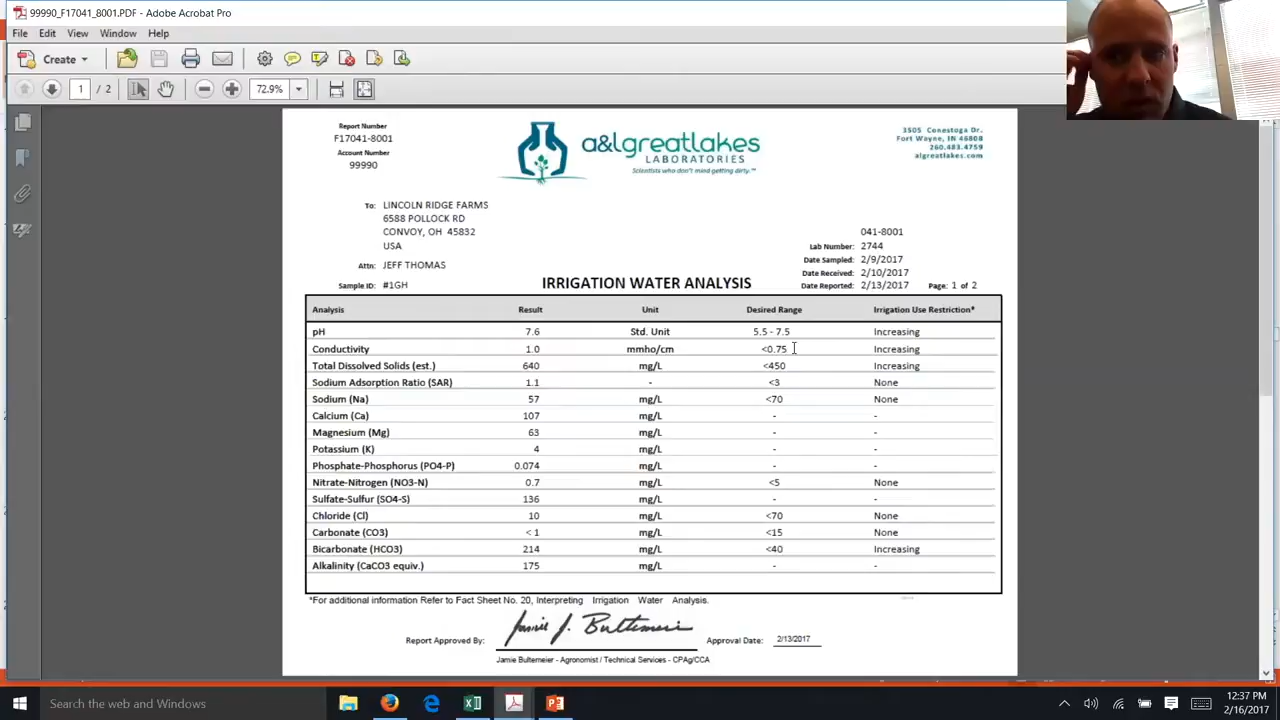 99990_F17041_8001.PDF - Adobe Acrobat Pro
File Edit View Window Help
Create
1 / 2 72.9%
Report Number
F17041-8001
Account Number
99990
a&lgreatlakes
LABORATORIES
Scientists who don't mind getting dirty.™
3505 Conestoga Dr.
Fort Wayne, IN 46808
260.483.4759
algreatlakes.com
To: LINCOLN RIDGE FARMS
6588 POLLOCK RD
CONVOY, OH 45832
USA
Attn: JEFF THOMAS
Sample ID: #1GH
IRRIGATION WATER ANALYSIS
041-8001
Lab Number: 2744
Date Sampled: 2/9/2017
Date Received: 2/10/2017
Date Reported: 2/13/2017 Page: 1 of 2
Analysis Result Unit Desired Range Irrigation Use Restriction*
pH 7.6 Std. Unit 5.5 - 7.5 Increasing
Conductivity 1.0 mmho/cm <0.75 Increasing
Total Dissolved Solids (est.) 640 mg/L <450 Increasing
Sodium Adsorption Ratio (SAR) 1.1 - <3 None
Sodium (Na) 57 mg/L <70 None
Calcium (Ca) 107 mg/L - -
Magnesium (Mg) 63 mg/L - -
Potassium (K) 4 mg/L - -
Phosphate-Phosphorus (PO4-P) 0.074 mg/L - -
Nitrate-Nitrogen (NO3-N) 0.7 mg/L <5 None
Sulfate-Sulfur (SO4-S) 136 mg/L - -
Chloride (Cl) 10 mg/L <70 None
Carbonate (CO3) < 1 mg/L <15 None
Bicarbonate (HCO3) 214 mg/L <40 Increasing
Alkalinity (CaCO3 equiv.) 175 mg/L - -
*For additional information Refer to Fact Sheet No. 20, Interpreting Irrigation Water Analysis.
Jamie J. Bultemeier
Report Approved By: Approval Date: 2/13/2017
Jamie Bultemeier - Agronomist / Technical Services - CPAg/CCA
Search the web and Windows
12:37 PM
2/16/2017